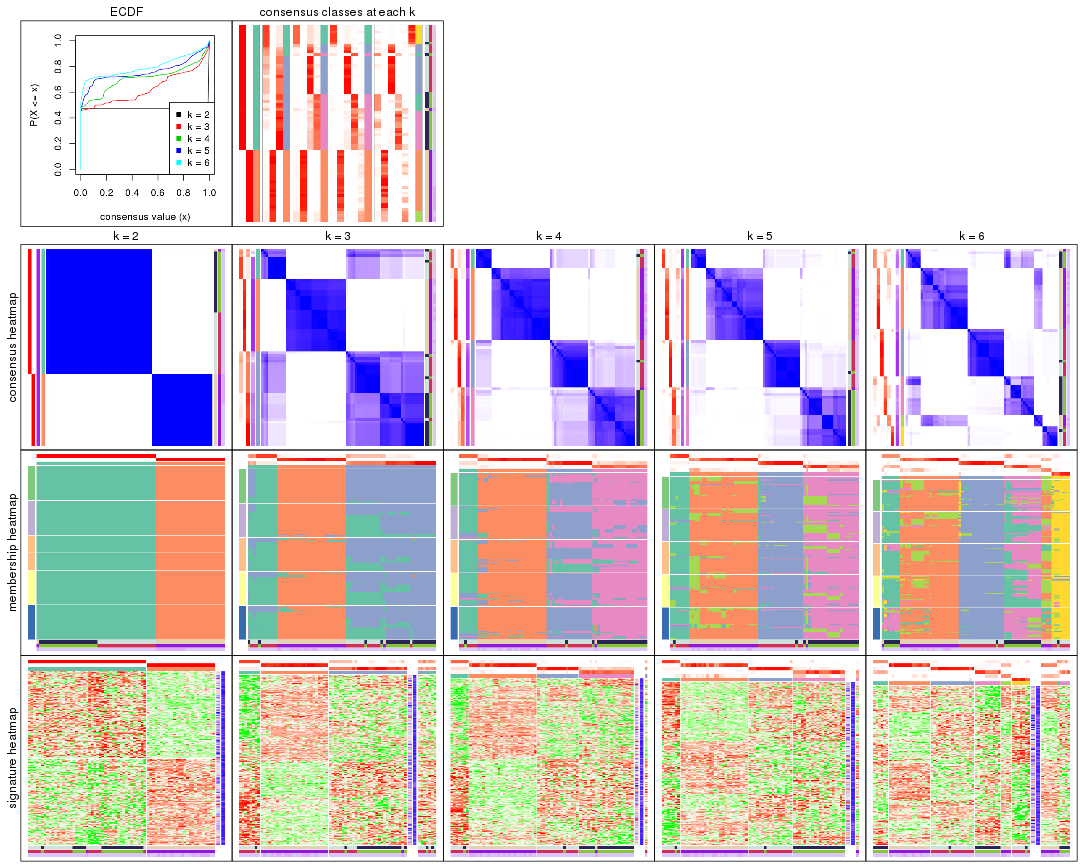 ECDF
consensus classes at each k
P(X <= x)
0.0 0.2 0.4 0.6 0.8 1.0
k = 2
k = 3
k = 4
k = 5
k = 6
0.0 0.2 0.4 0.6 0.8 1.0
consensus value (x)
k = 2
k = 3
k = 4
k = 5
k = 6
consensus heatmap
membership heatmap
signature heatmap